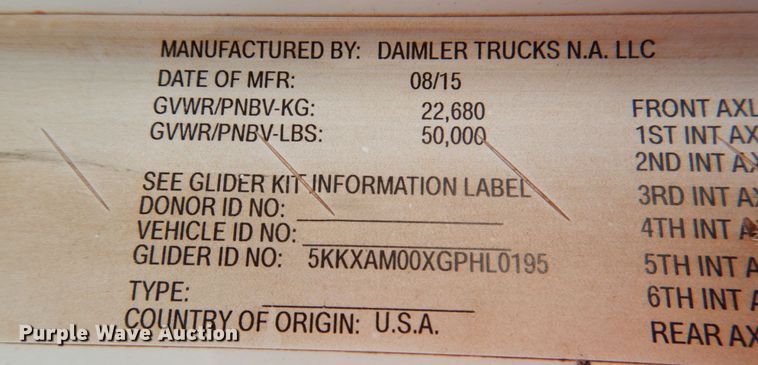 MANUFACTURED BY: DAIMLER TRUCKS N.A. LLC
DATE OF MFR: 08/15
GVWR/PNBV-KG: 22,680
GVWR/PNBV-LBS: 50,000
SEE GLIDER KIT INFORMATION LABEL
DONOR ID NO:
VEHICLE ID NO:
GLIDER ID NO: 5KKXAM00XGPHL0195
TYPE:
COUNTRY OF ORIGIN: U.S.A.
FRONT AXL
1ST INT AX
2ND INT AX
3RD INT AX
4TH INT A
5TH INT A
6TH INT A
REAR AX
Purple Wave Auction